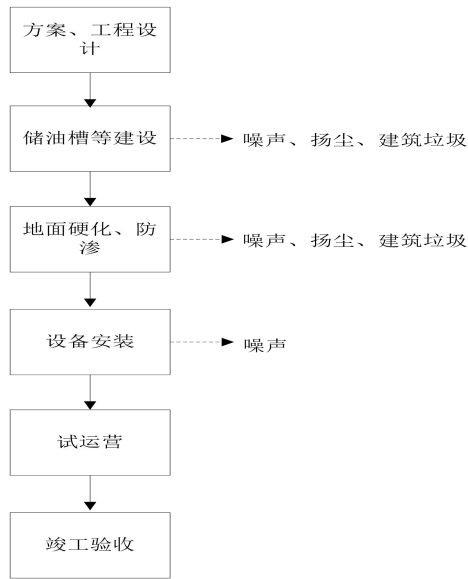 方案、工程设
计
储油槽等建设
噪声、扬尘、建筑垃圾
地面硬化、防
渗
噪声、扬尘、建筑垃圾
设备安装
噪声
试运营
竣工验收